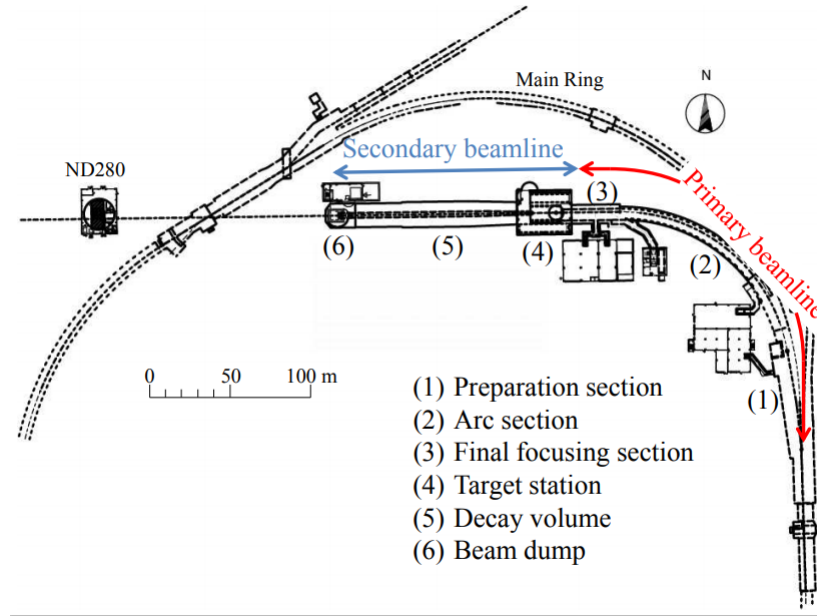 Main Ring
N
Secondary beamline
ND280
(3)
Primary beamline
(6)
(5)
(4)
(2)
0 50 100 m
(1)
(1) Preparation section
(2) Arc section
(3) Final focusing section
(4) Target station
(5) Decay volume
(6) Beam dump